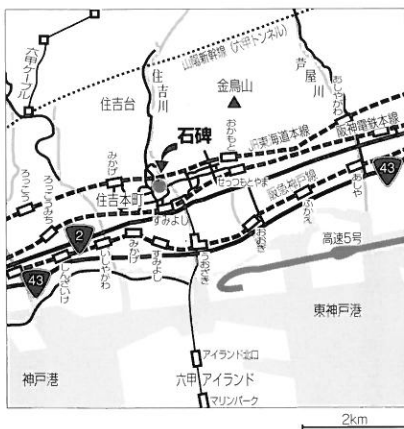 六甲ケーブル
山陽新幹線(六甲トンネル)
住吉川
住吉台
金鳥山
芦屋川
あしやがわ
石碑
おかもと
JR東海道本線
阪神電鉄本線
みかげ
せっつもとやま
阪急神戸線
43
ろっこう
ろっこうみち
住吉本町
すみよし
あしや
ふかえ
2
みかげ
すみよし
おおぎ
高速5号
いしやがわ
しんざいけ
うおざき
43
東神戸港
アイランド北口
神戸港
六甲アイランド
マリンパーク
2km